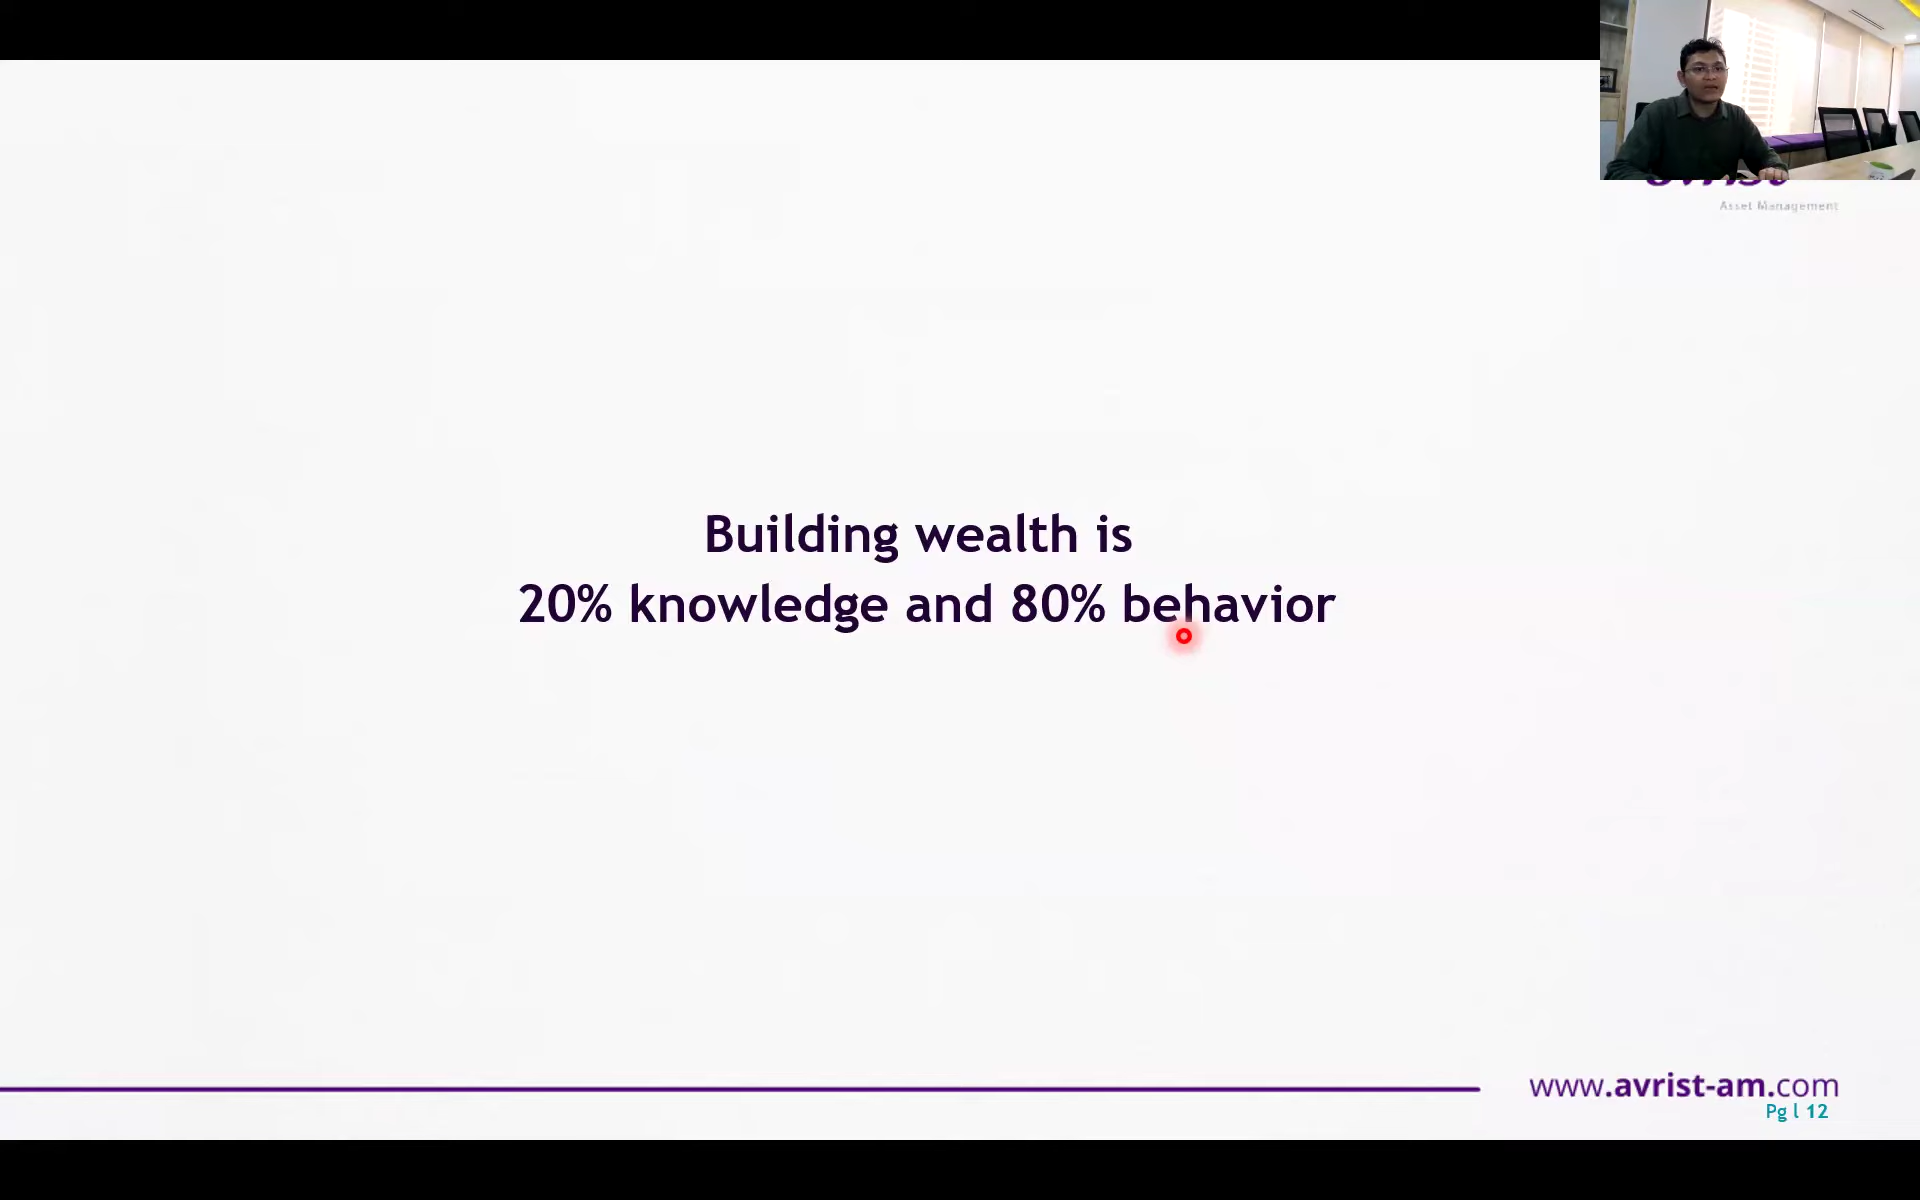 Asset Management
Building wealth is
20% knowledge and 80% behavior
www.avrist-am.com
Pg l 12